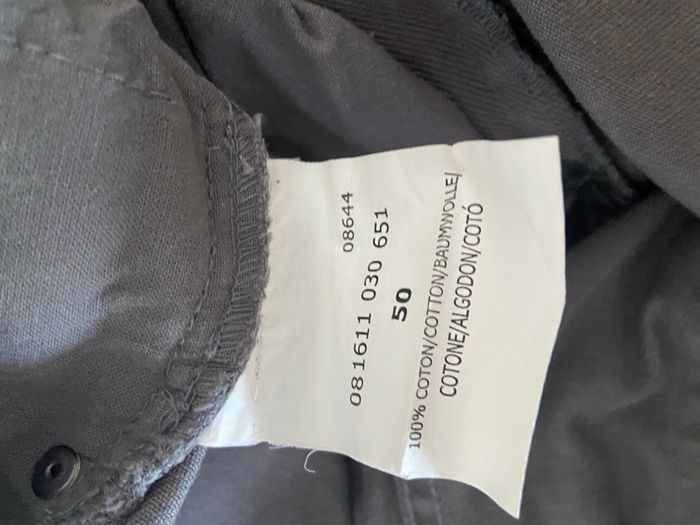 08644
081611 030 651
50
100% COTON/COTTON/BAUMWOLLE/
COTONE/ALGODON/COTÓ